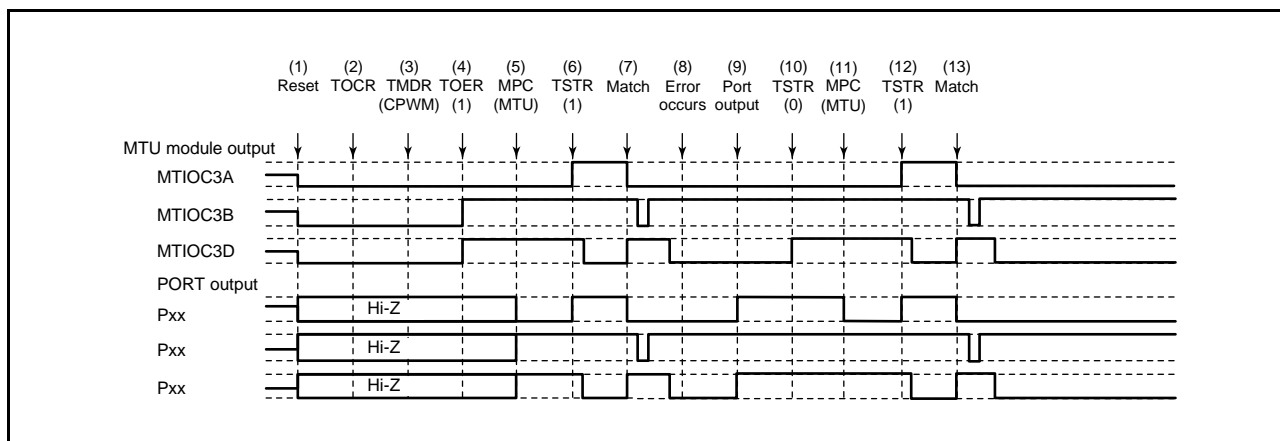 (1) (2) (3) (4) (5) (6) (7) (8) (9) (10) (11) (12) (13)
Reset TOCR TMDR TOER MPC TSTR Match Error Port TSTR MPC TSTR Match
(CPWM) (1) (MTU) (1) occurs output (0) (MTU) (1)
MTU module output
MTIOC3A
MTIOC3B
MTIOC3D
PORT output
Pxx Hi-Z
Pxx Hi-Z
Pxx Hi-Z